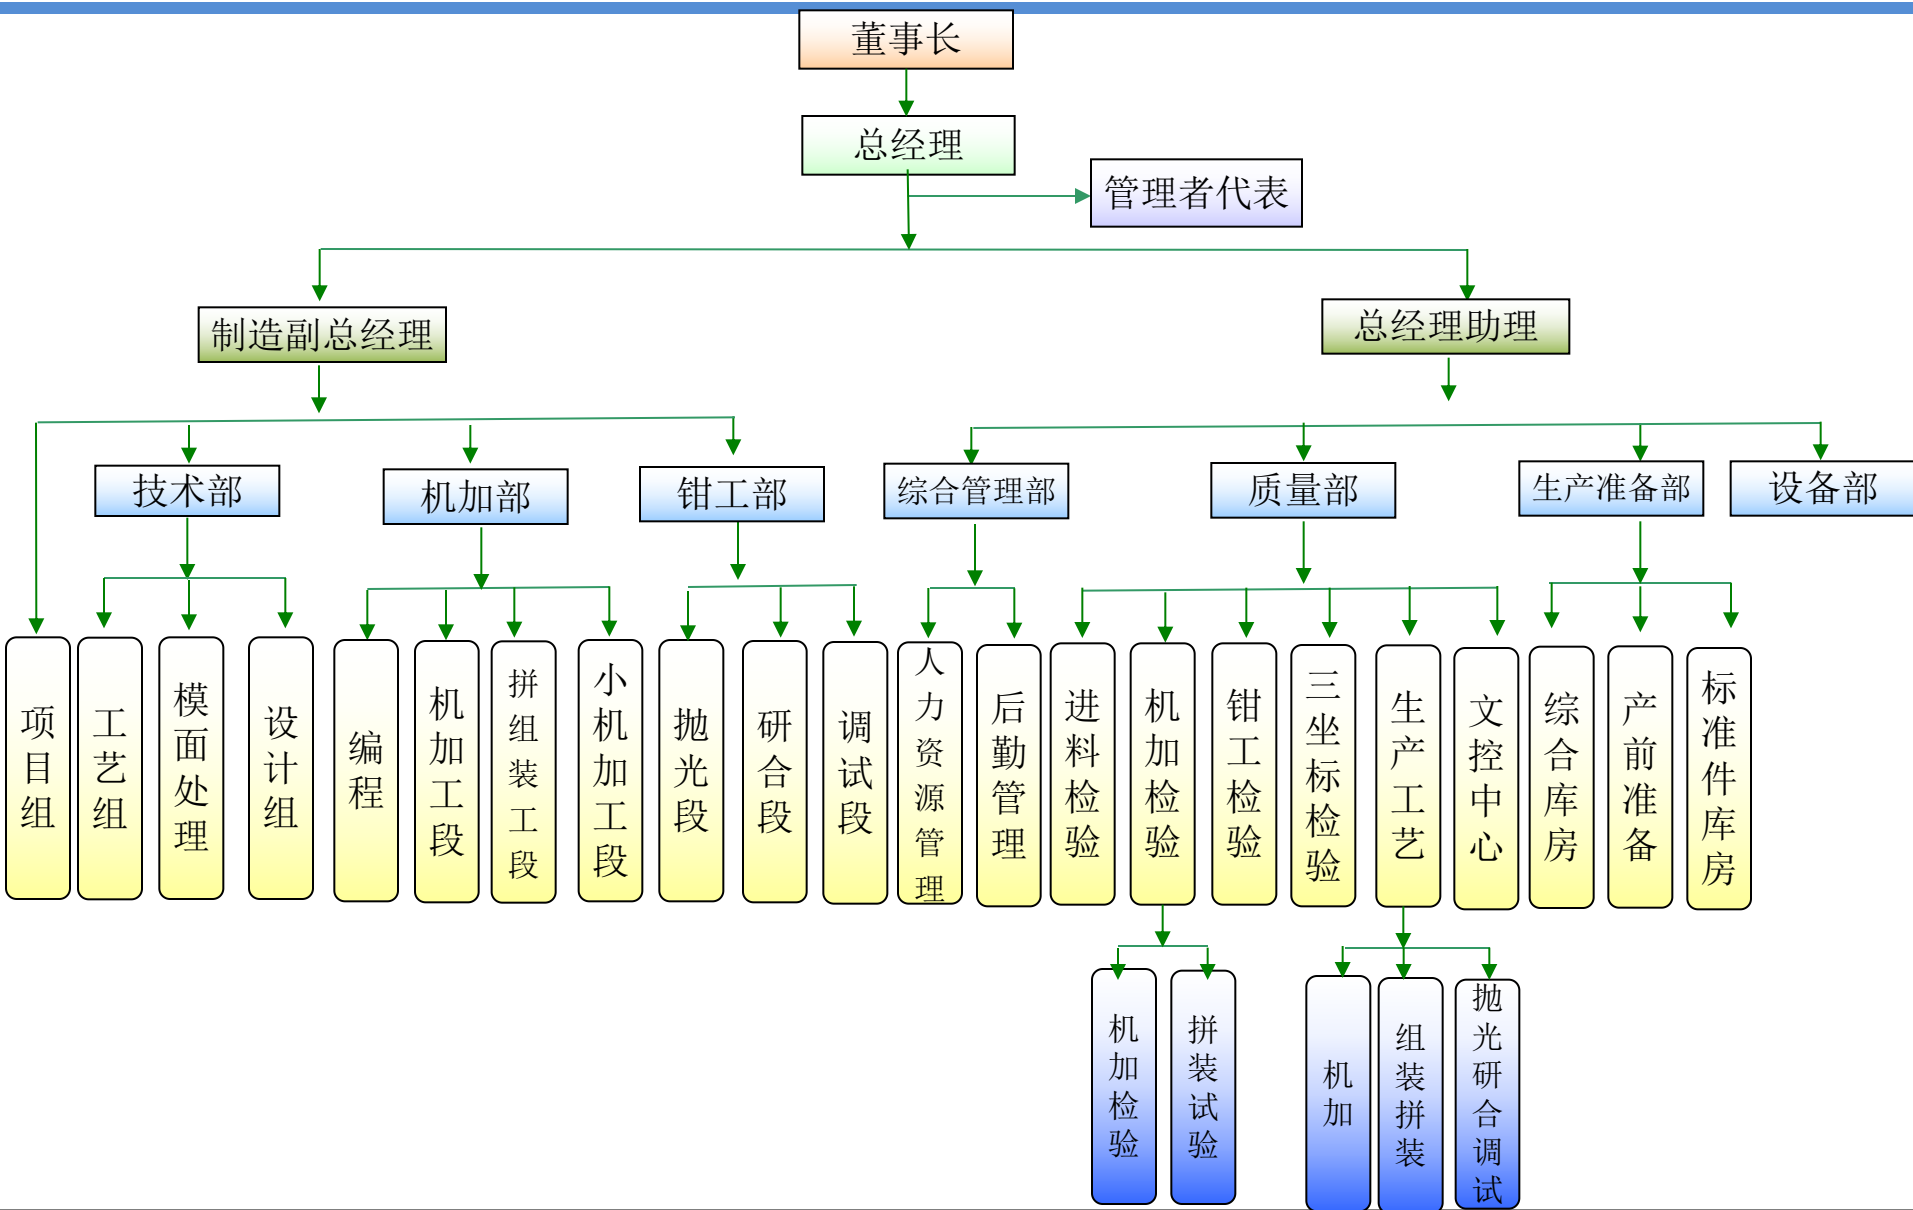 董事长
总经理
管理者代表
制造副总经理
总经理助理
技术部
机加部
钳工部
综合管理部
质量部
生产准备部
设备部
项目组
工艺组
模面处理
设计组
编程
机加工段
拼组装工段
小机加工段
抛光段
研合段
调试段
人力资源管理
后勤管理
进料检验
机加检验
钳工检验
三坐标检验
生产工艺
文控中心
综合库房
产前准备
标准件库房
机加检验
拼装试验
机加
组装拼装
抛光研合调试